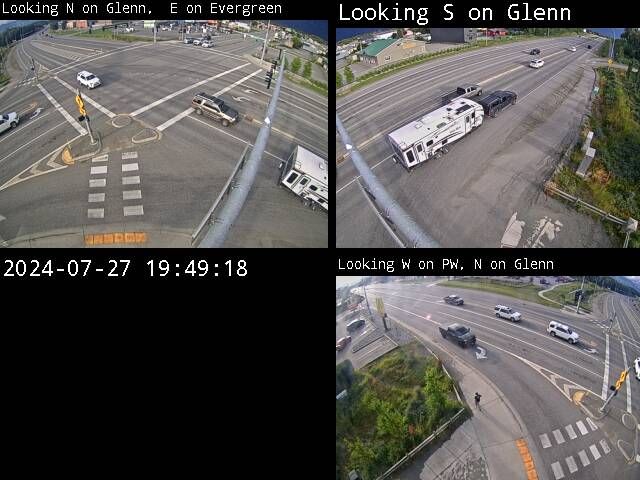 Looking N on Glenn, E on Evergreen
Looking S on Glenn
2024-07-27 19:49:18
Looking W on PW, N on Glenn